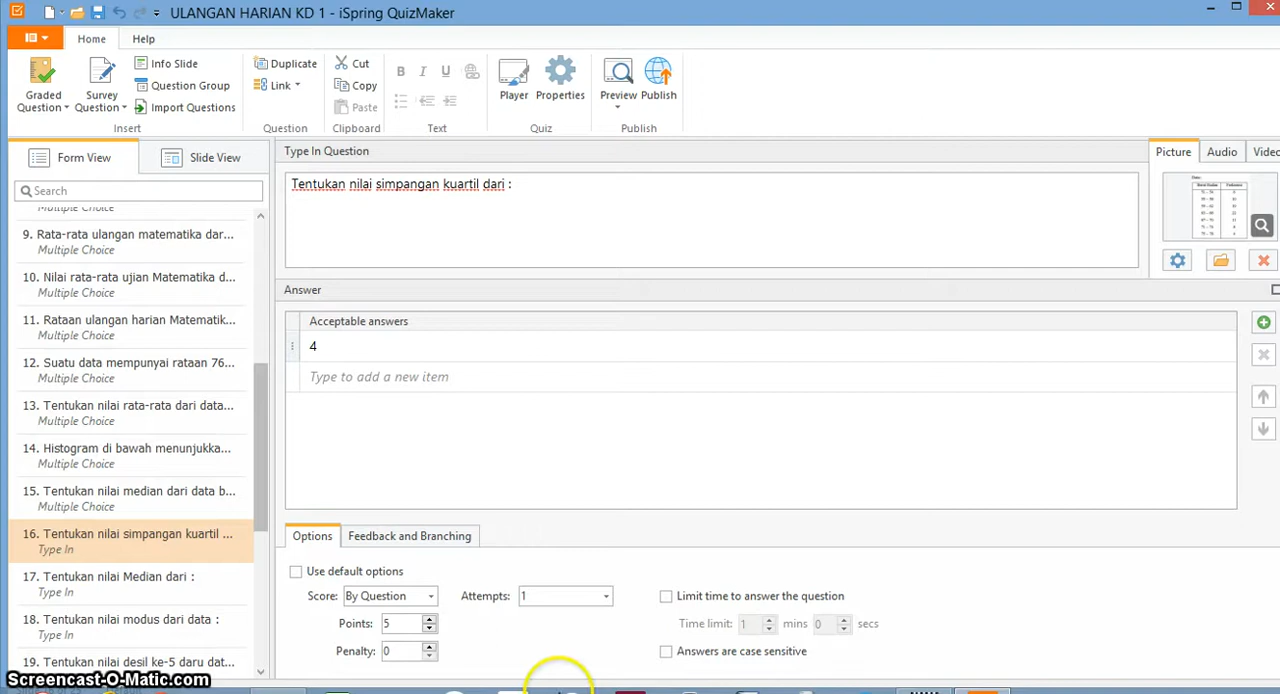 ULANGAN HARIAN KD 1 - iSpring QuizMaker
Home
Help
Graded Question
Survey Question
Info Slide
Question Group
Import Questions
Insert
Duplicate
Link
Question
Cut
Copy
Paste
Clipboard
B I U
Text
Player
Properties
Quiz
Preview
Publish
Publish
Form View
Slide View
Search
Multiple Choice
9. Rata-rata ulangan matematika dar...
Multiple Choice
10. Nilai rata-rata ujian Matematika d...
Multiple Choice
11. Rataan ulangan harian Matematik...
Multiple Choice
12. Suatu data mempunyai rataan 76...
Multiple Choice
13. Tentukan nilai rata-rata dari data...
Multiple Choice
14. Histogram di bawah menunjukka...
Multiple Choice
15. Tentukan nilai median dari data b...
Multiple Choice
16. Tentukan nilai simpangan kuartil ...
Type In
17. Tentukan nilai Median dari :
Type In
18. Tentukan nilai modus dari data :
Type In
19. Tentukan nilai desil ke-5 daru dat...
Type In Question
Tentukan nilai simpangan kuartil dari :
Picture
Audio
Video
Answer
Acceptable answers
4
Type to add a new item
Options
Feedback and Branching
Use default options
Score: By Question
Attempts: 1
Points: 5
Penalty: 0
Limit time to answer the question
Time limit: 1 mins 0 secs
Answers are case sensitive
Screencast-O-Matic.com